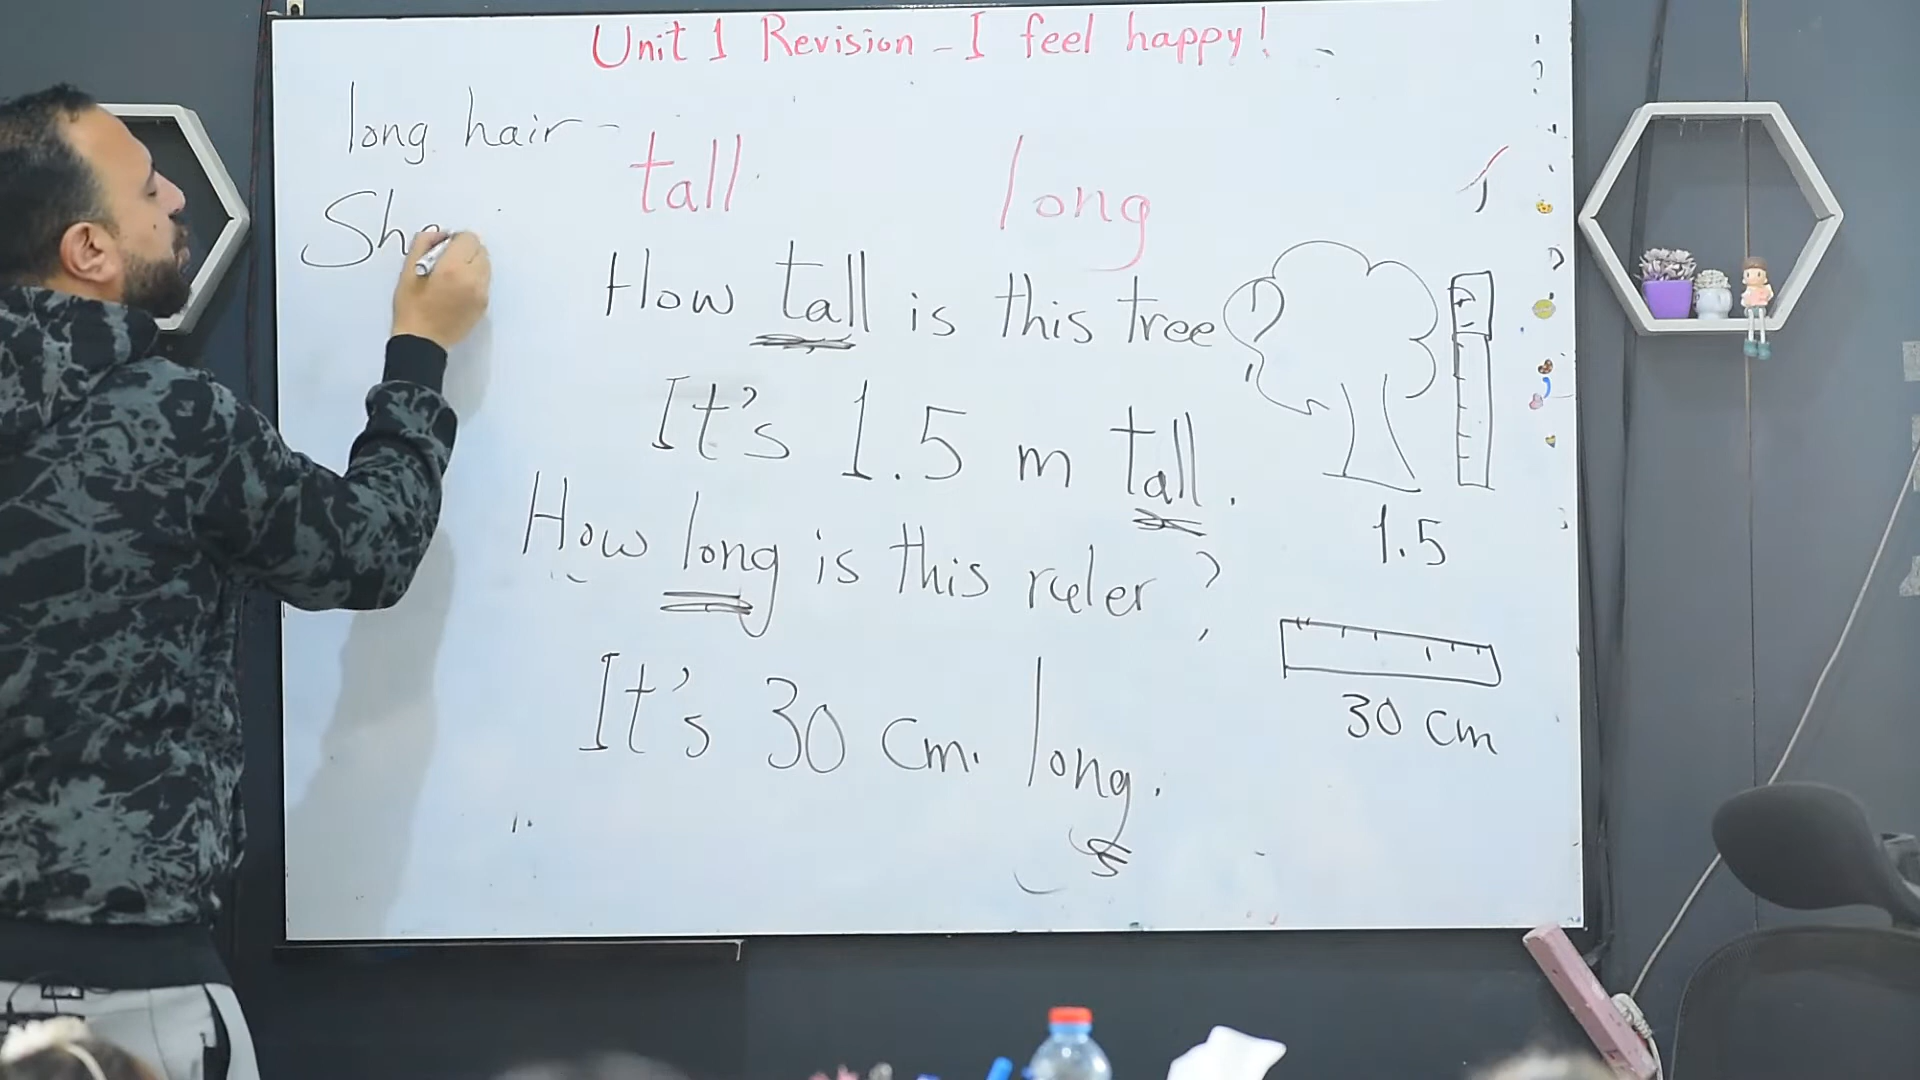 Unit 1 Revision - I feel happy!
long hair -
tall long
She
How tall is this tree?
It's 1.5 m tall.
1.5
How long is this ruler?
It's 30 cm. long.
30 cm